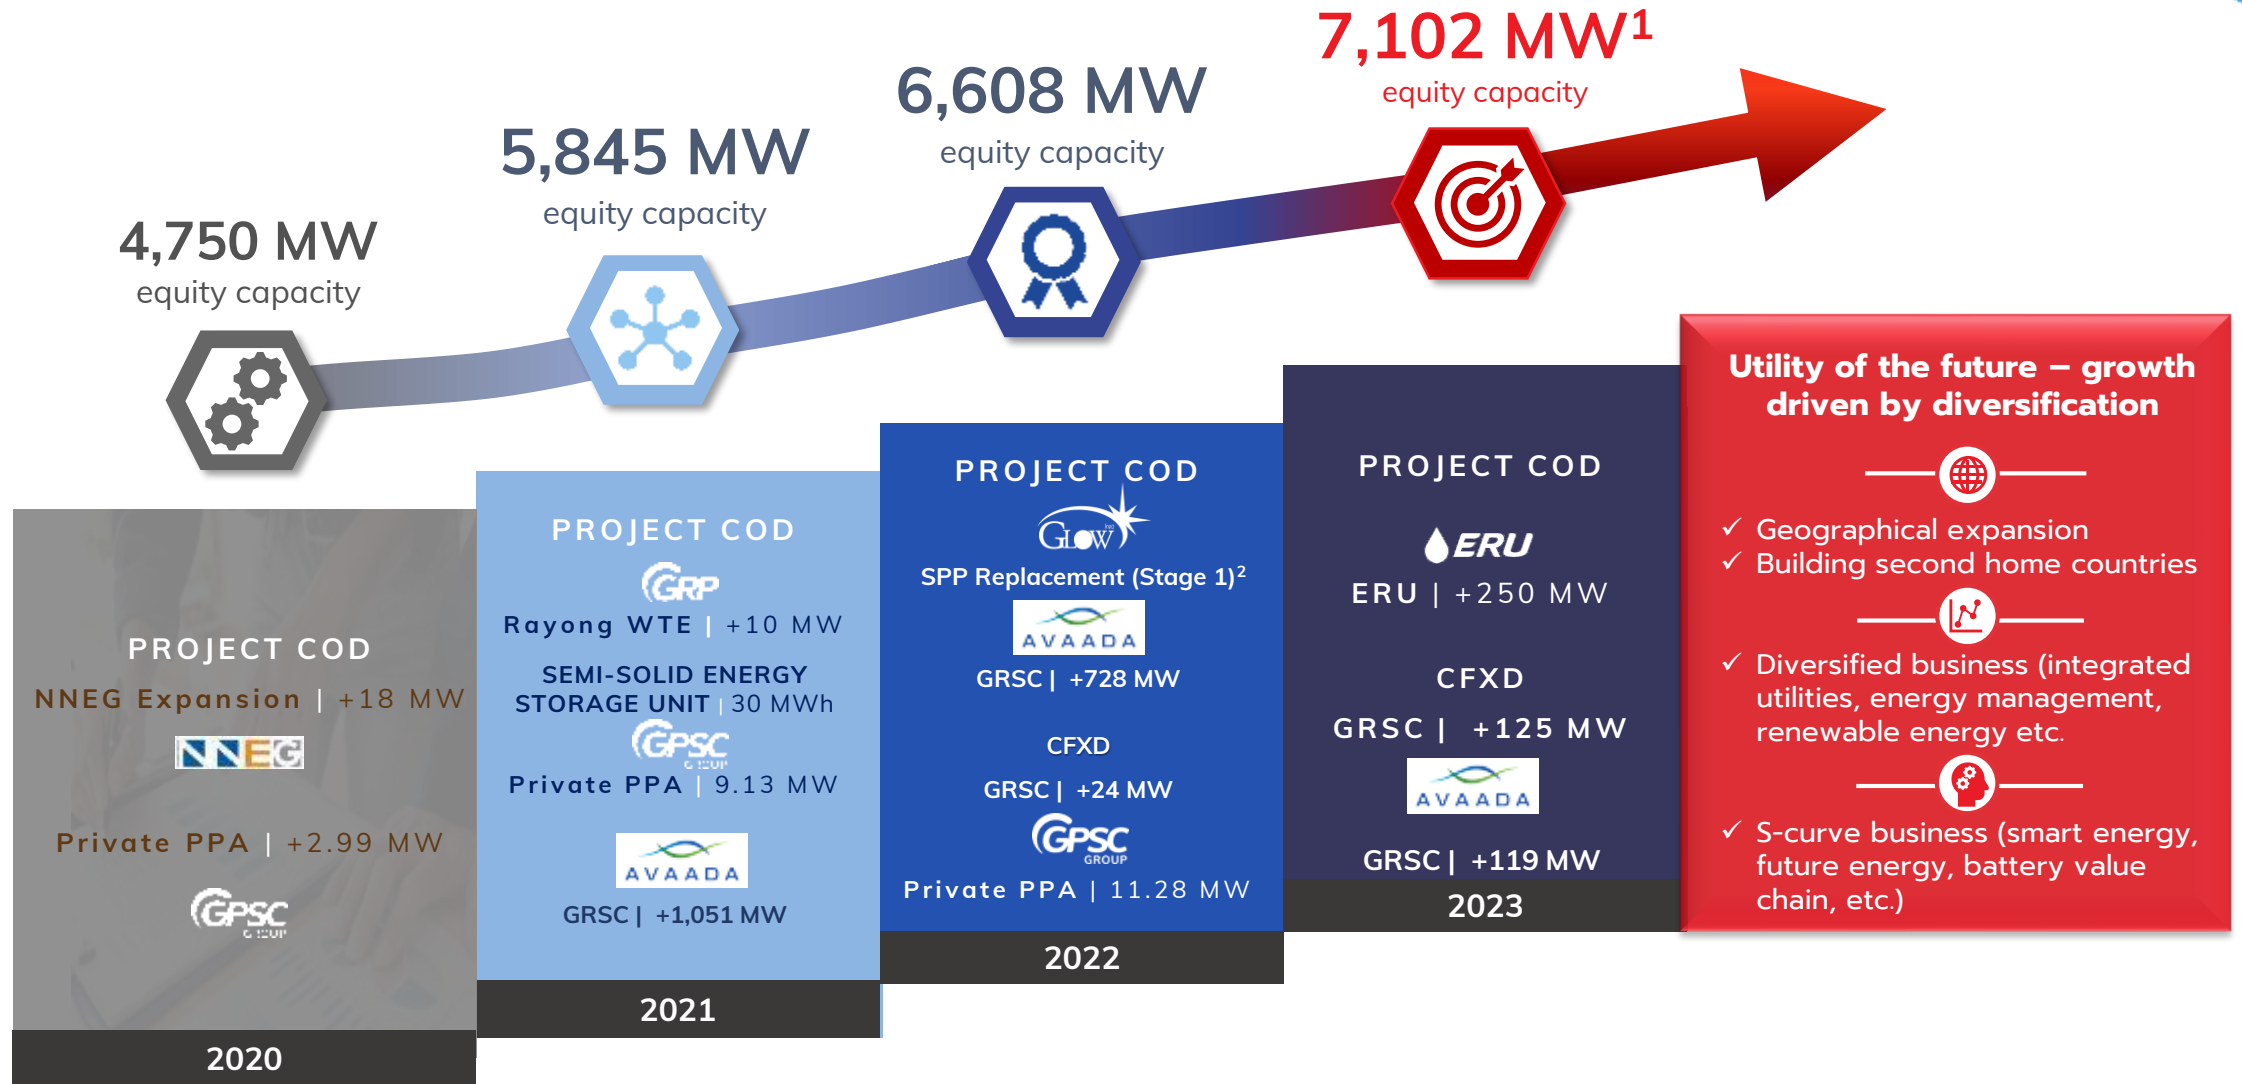 4,750 MW
equity capacity
5,845 MW
equity capacity
6,608 MW
equity capacity
7,102 MW¹
equity capacity
PROJECT COD
NNEG Expansion | +18 MW
NNEG
Private PPA | +2.99 MW
GPSC
GROUP
2020
PROJECT COD
GRP
Rayong WTE | +10 MW
SEMI-SOLID ENERGY
STORAGE UNIT | 30 MWh
GPSC
GROUP
Private PPA | 9.13 MW
AVAADA
GRSC | +1,051 MW
2021
PROJECT COD
GLOW
SPP Replacement (Stage 1)²
AVAADA
GRSC | +728 MW
CFXD
GRSC | +24 MW
GPSC
GROUP
Private PPA | 11.28 MW
2022
PROJECT COD
ERU
ERU | +250 MW
CFXD
GRSC | +125 MW
AVAADA
GRSC | +119 MW
2023
Utility of the future – growth
driven by diversification
✓ Geographical expansion
✓ Building second home countries
✓ Diversified business (integrated
utilities, energy management,
renewable energy etc.
✓ S-curve business (smart energy,
future energy, battery value
chain, etc.)